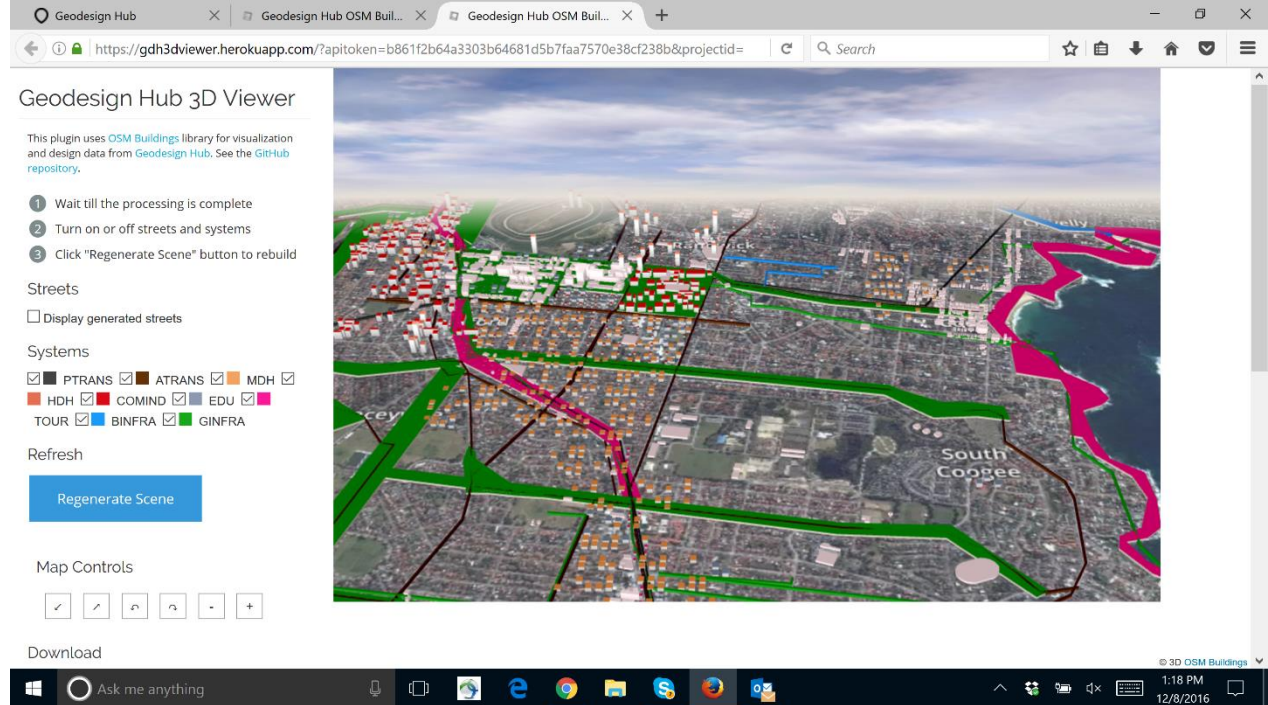 Geodesign Hub
Geodesign Hub OSM Buil...
Geodesign Hub OSM Buil...
https://gdh3dviewer.herokuapp.com/?apitoken=b861f2b64a3303b64681d5b7faa7570e38cf238b&projectid=
Search
Geodesign Hub 3D Viewer
This plugin uses OSM Buildings library for visualization
and design data from Geodesign Hub. See the GitHub
repository.
1 Wait till the processing is complete
2 Turn on or off streets and systems
3 Click "Regenerate Scene" button to rebuild
Streets
Display generated streets
Systems
PTRANS ATRANS MDH
HDH COMIND EDU
TOUR BINFRA GINFRA
Refresh
Regenerate Scene
Map Controls
- +
Download
South
Coogee
© 3D OSM Buildings
Ask me anything
1:18 PM
12/8/2016